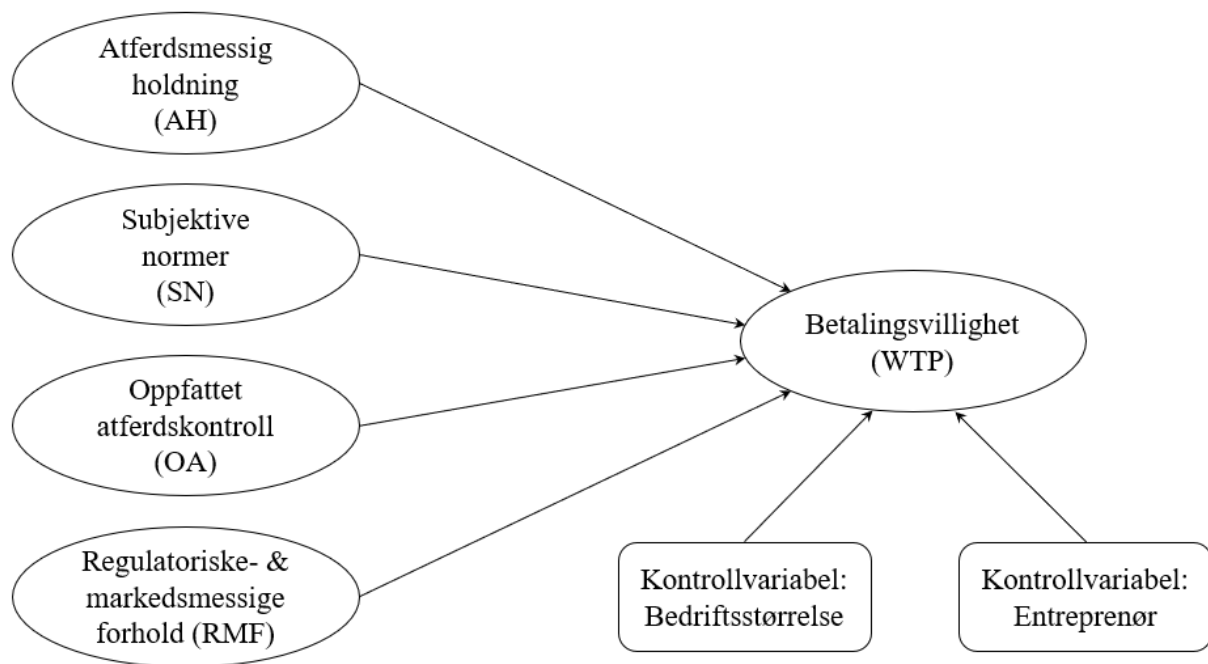 Atferdsmessig
holdning
(AH)
Subjektive
normer
(SN)
Oppfattet
atferdskontroll
(OA)
Regulatoriske- &
markedsmessige
forhold (RMF)
Betalingsvillighet
(WTP)
Kontrollvariabel:
Bedriftsstørrelse
Kontrollvariabel:
Entreprenør